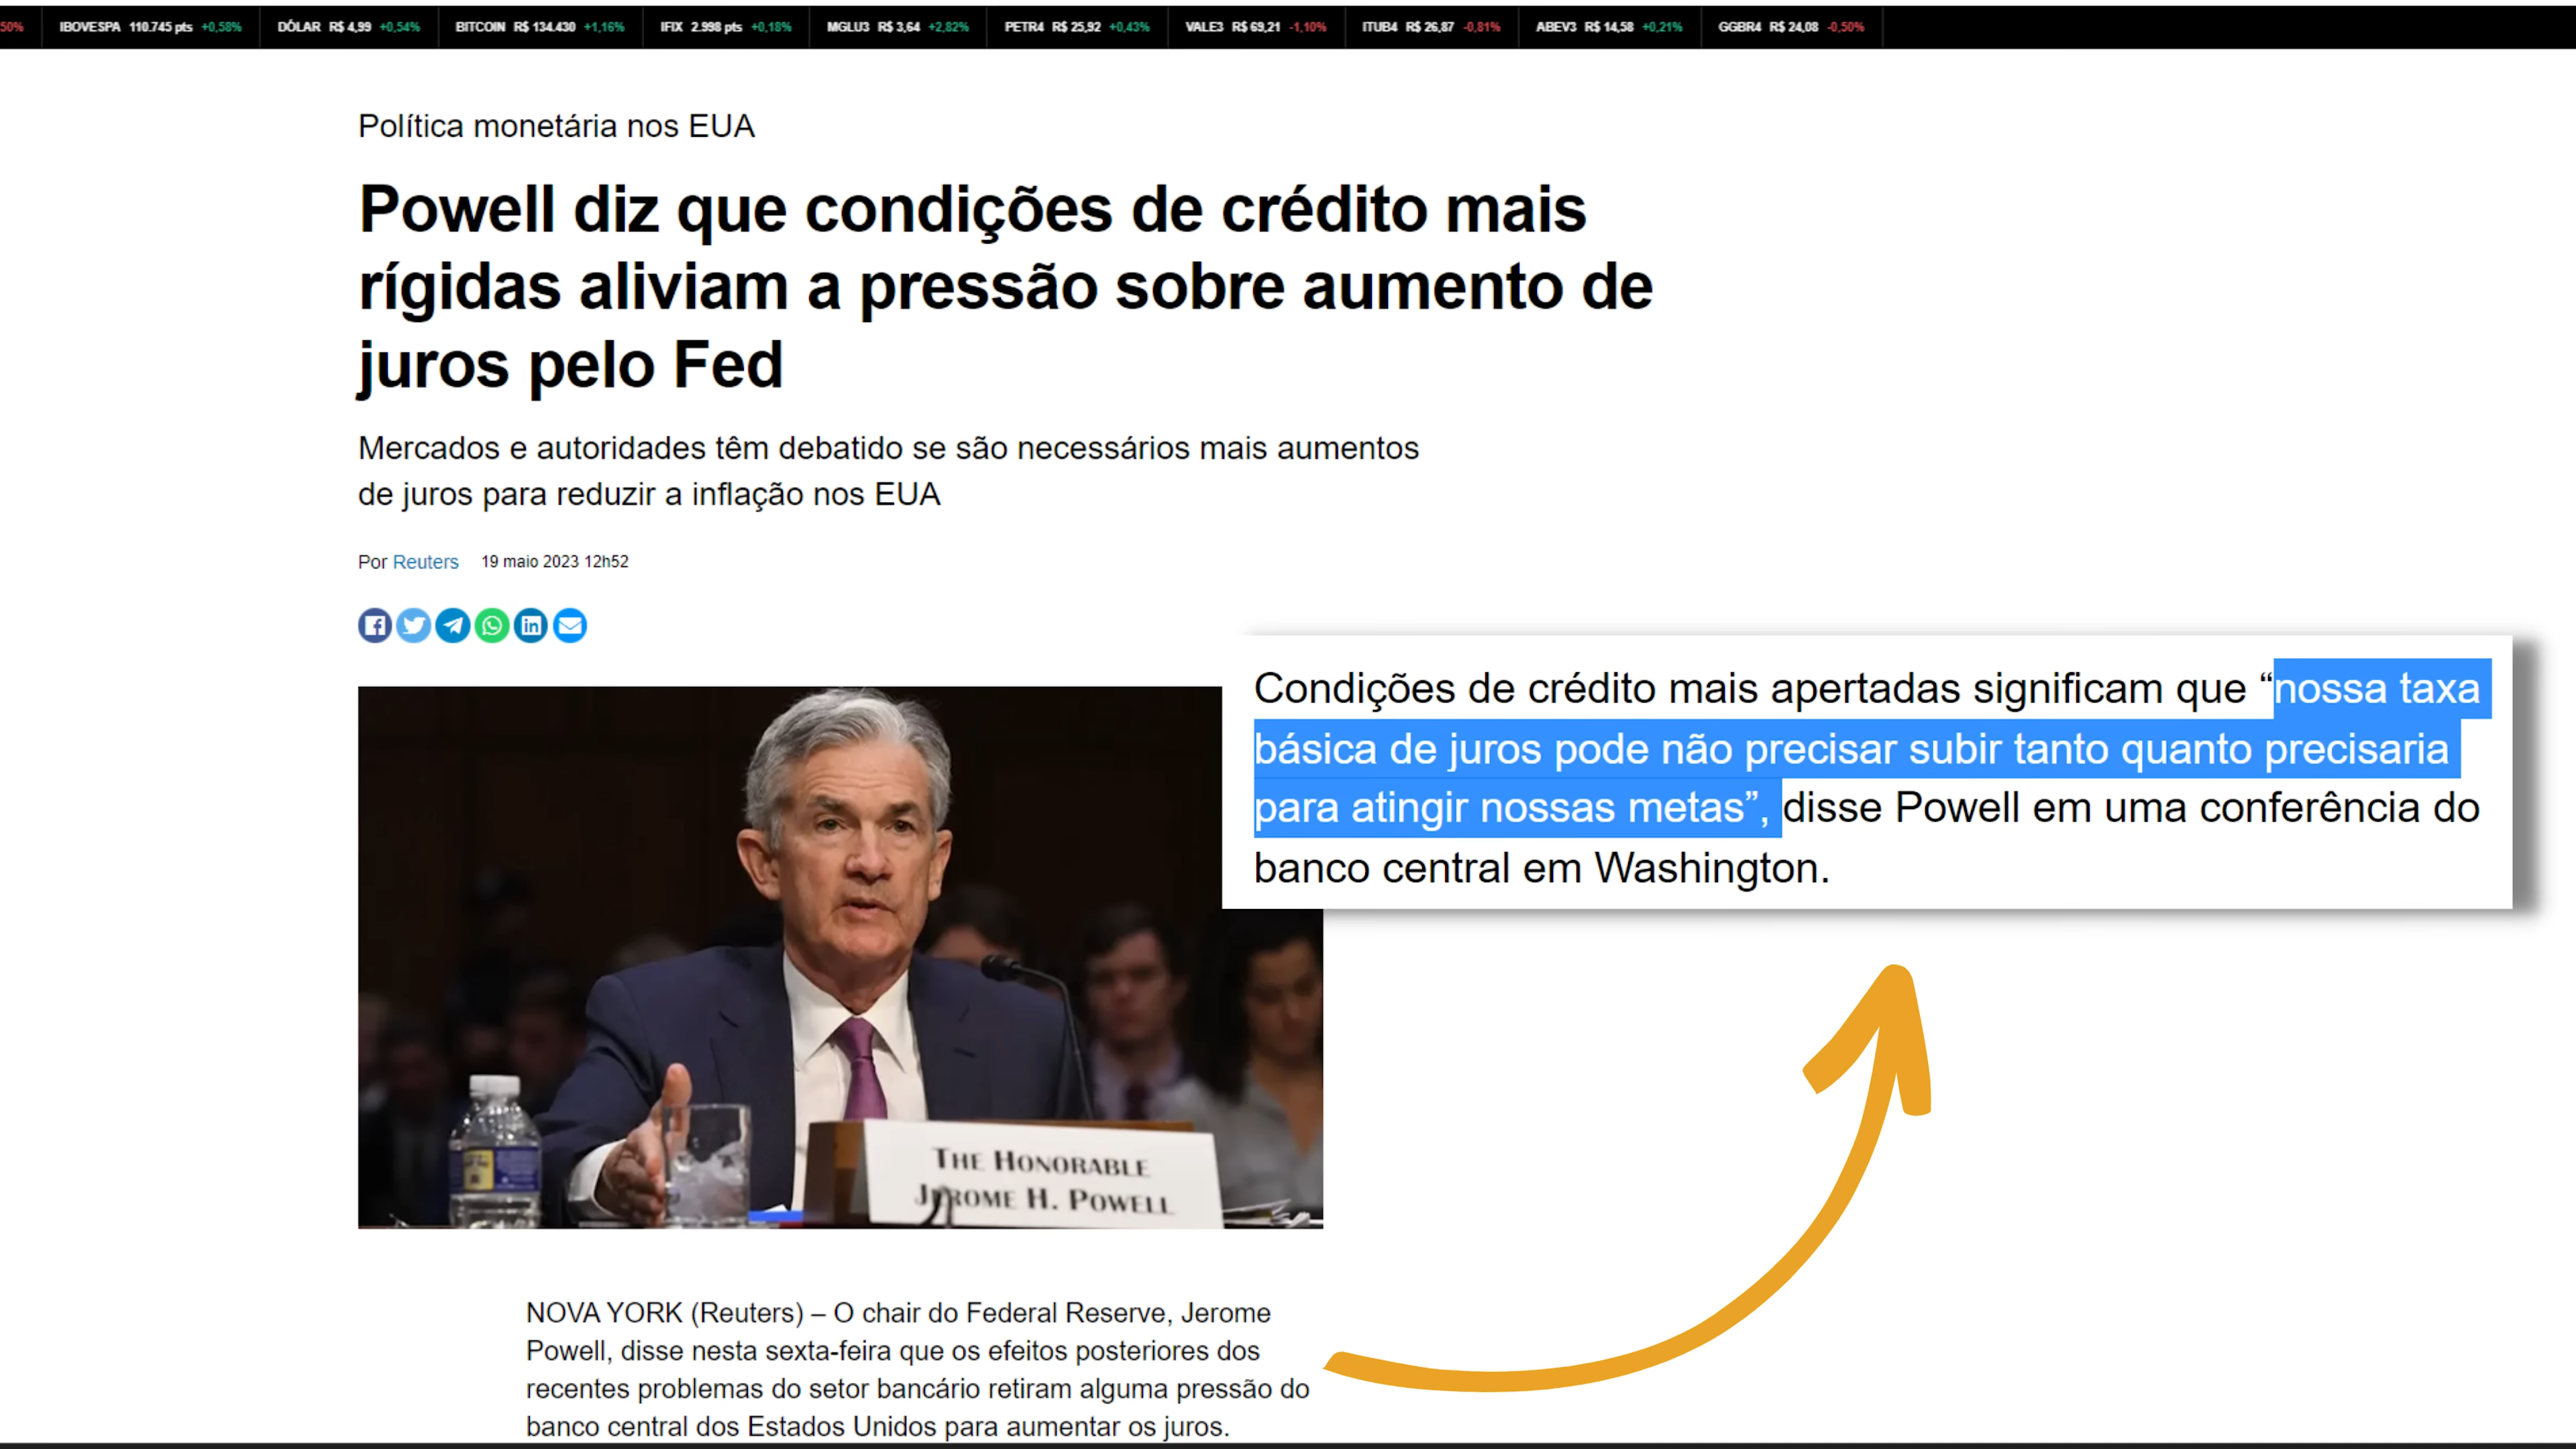 50% IBOVESPA 110.745 pts +0,58% DÓLAR R$ 4,99 +0,54% BITCOIN R$ 134.430 +1,16% IFIX 2.998 pts +0,18% MGLU3 R$ 3,64 +2,82% PETR4 R$ 25,92 +0,43% VALE3 R$ 69,21 -1,10% ITUB4 R$ 26,87 -0,81% ABEV3 R$ 14,58 +0,21% GGBR4 R$ 24,08 -0,50%
Política monetária nos EUA
Powell diz que condições de crédito mais
rígidas aliviam a pressão sobre aumento de
juros pelo Fed
Mercados e autoridades têm debatido se são necessários mais aumentos
de juros para reduzir a inflação nos EUA
Por Reuters 19 maio 2023 12h52
Condições de crédito mais apertadas significam que “nossa taxa
básica de juros pode não precisar subir tanto quanto precisaria
para atingir nossas metas”, disse Powell em uma conferência do
banco central em Washington.
THE HONORABLE
JEROME H. POWELL
NOVA YORK (Reuters) – O chair do Federal Reserve, Jerome
Powell, disse nesta sexta-feira que os efeitos posteriores dos
recentes problemas do setor bancário retiram alguma pressão do
banco central dos Estados Unidos para aumentar os juros.